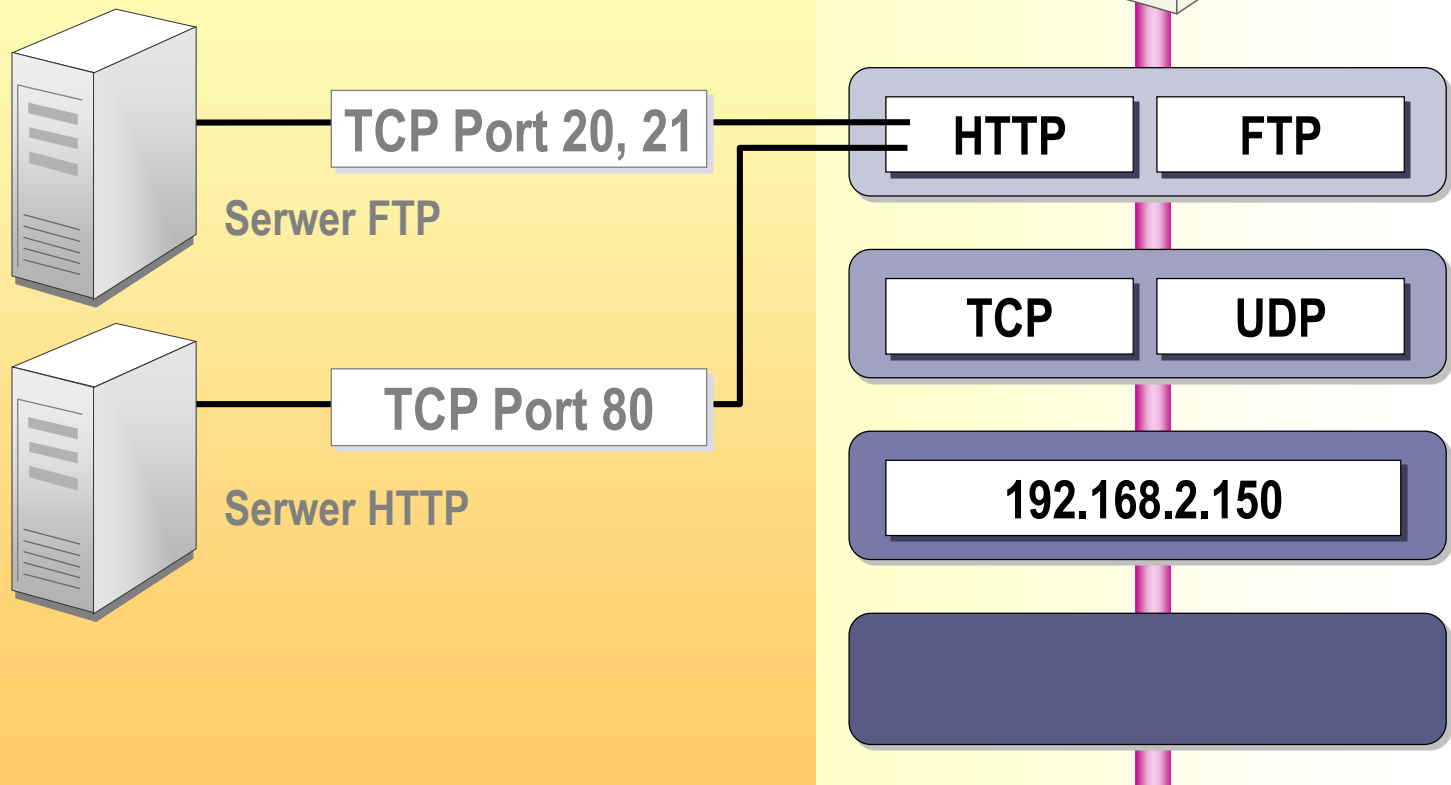 TCP Port 20, 21
Serwer FTP
TCP Port 80
Serwer HTTP
HTTP
FTP
TCP
UDP
192.168.2.150